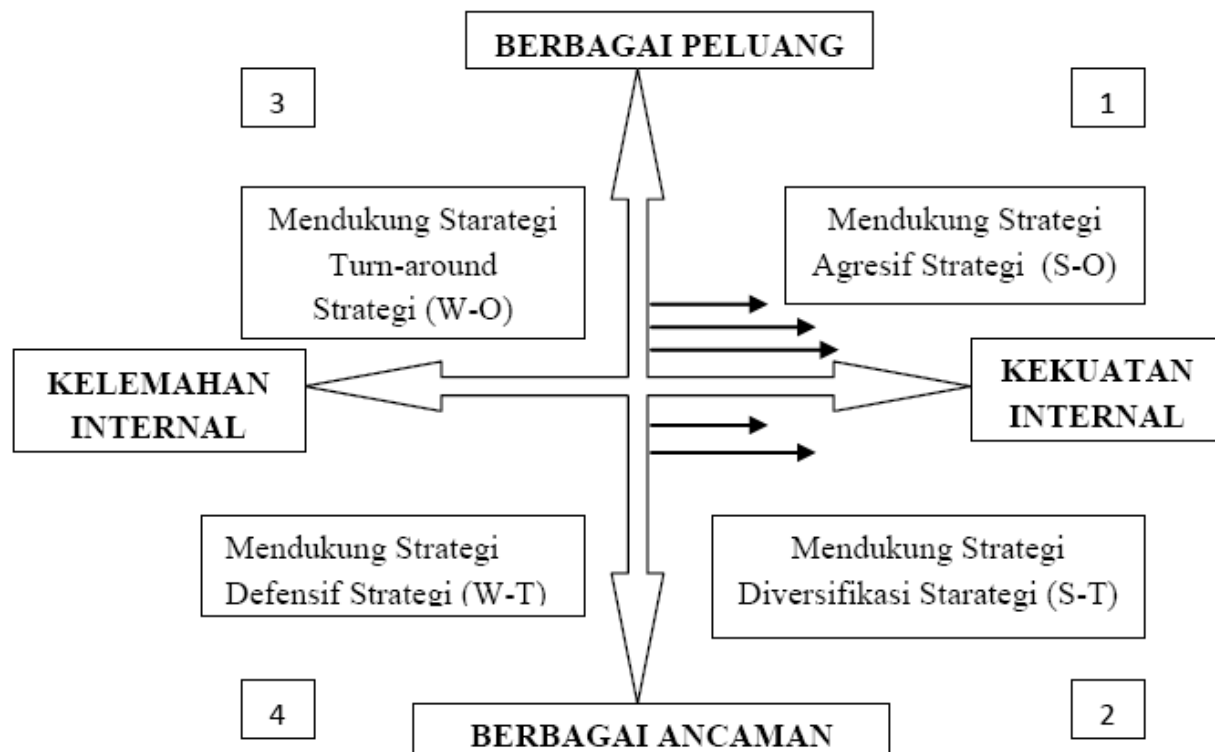 BERBAGAI PELUANG
3
1
Mendukung Starategi
Turn-around
Strategi (W-O)
Mendukung Strategi
Agresif Strategi (S-O)
KELEMAHAN
INTERNAL
KEKUATAN
INTERNAL
Mendukung Strategi
Defensif Strategi (W-T)
Mendukung Strategi
Diversifikasi Starategi (S-T)
4
2
BERBAGAI ANCAMAN